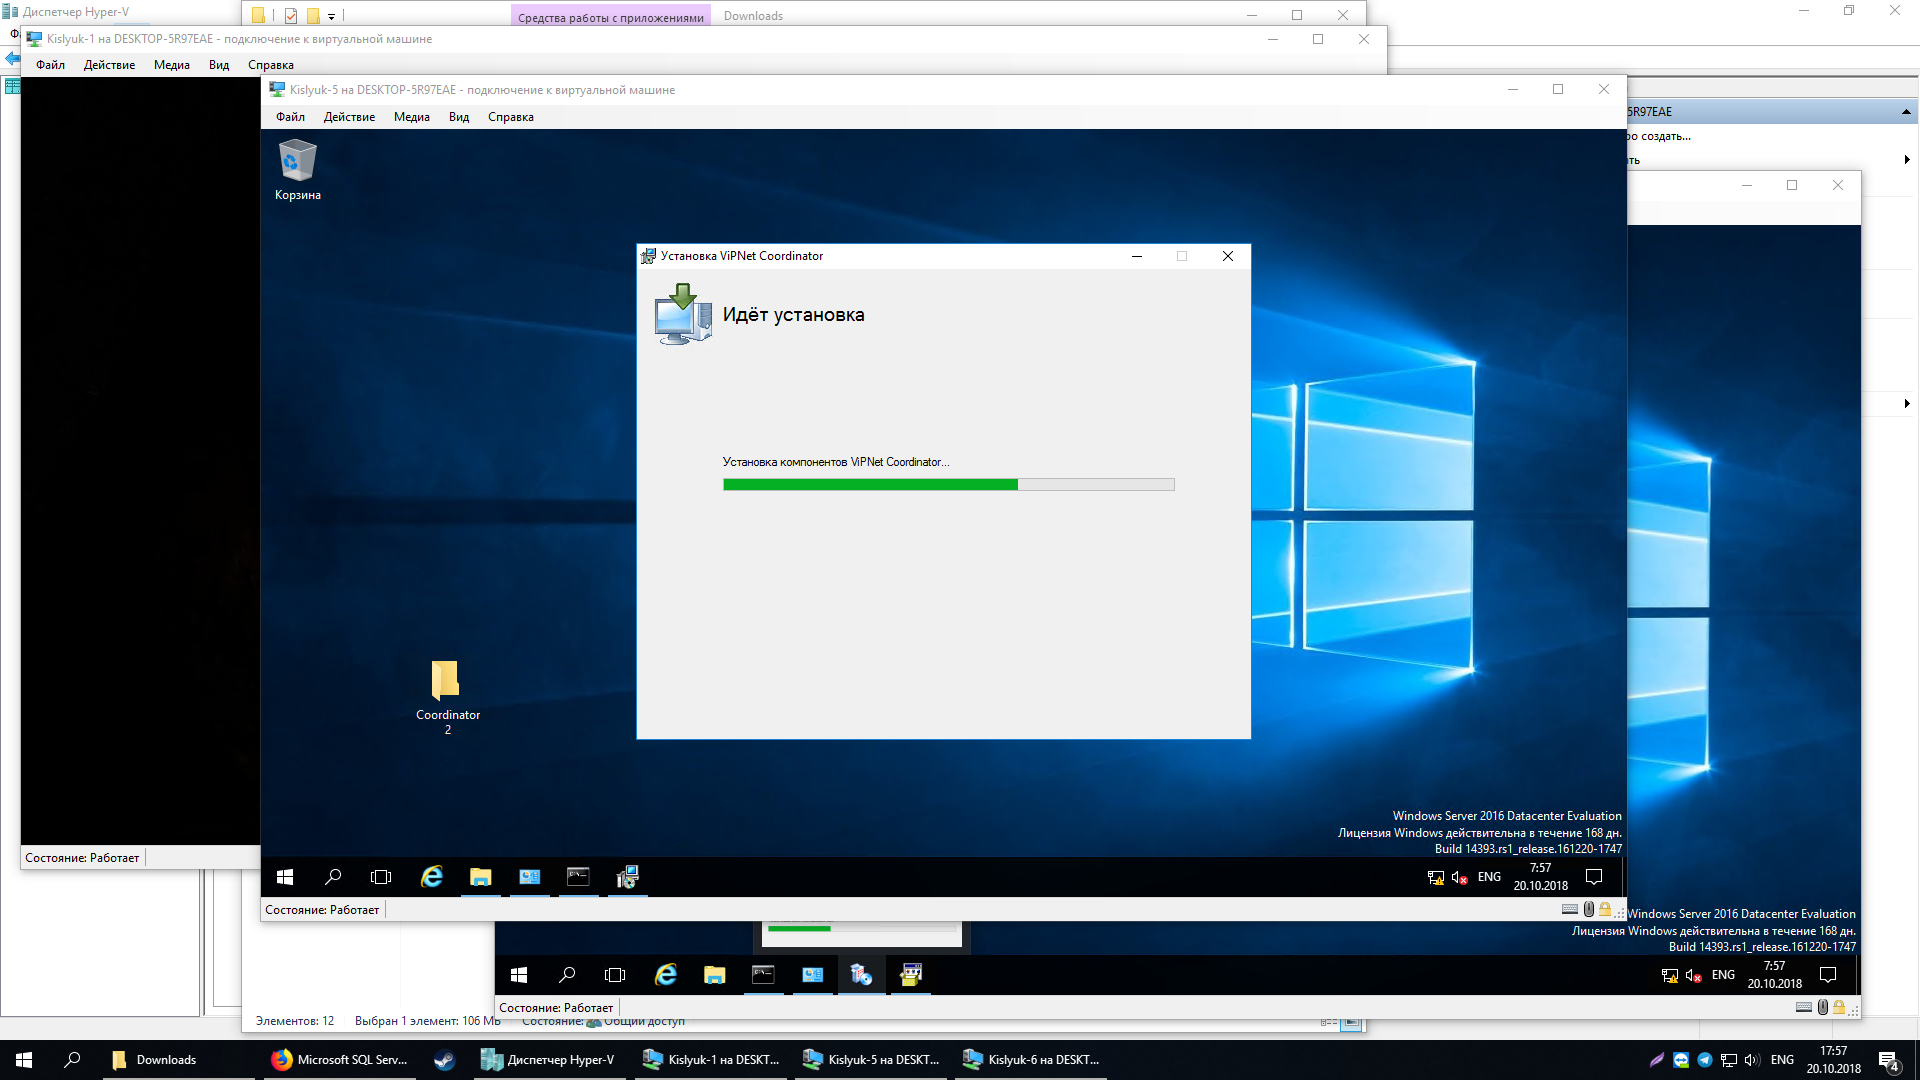 Диспетчер Hyper-V
Средства работы с приложениями
Downloads
Kislyuk-1 на DESKTOP-5R97EAE - подключение к виртуальной машине
Файл Действие Медиа Вид Справка
Kislyuk-5 на DESKTOP-5R97EAE - подключение к виртуальной машине
Файл Действие Медиа Вид Справка
5R97EAE
ро создать...
ть
Корзина
Установка ViPNet Coordinator
Идёт установка
Установка компонентов ViPNet Coordinator...
Coordinator
2
Windows Server 2016 Datacenter Evaluation
Лицензия Windows действительна в течение 168 дн.
Build 14393.rs1_release.161220-1747
ENG
7:57
20.10.2018
Состояние: Работает
Состояние: Работает
Windows Server 2016 Datacenter Evaluation
Лицензия Windows действительна в течение 168 дн.
Build 14393.rs1_release.161220-1747
ENG
7:57
20.10.2018
Состояние: Работает
Элементов: 12 Выбран 1 элемент: 106 МБ Состояние: Общий доступ
Downloads
Microsoft SQL Serv...
Диспетчер Hyper-V
Kislyuk-1 на DESKT...
Kislyuk-5 на DESKT...
Kislyuk-6 на DESKT...
ENG
17:57
20.10.2018
4